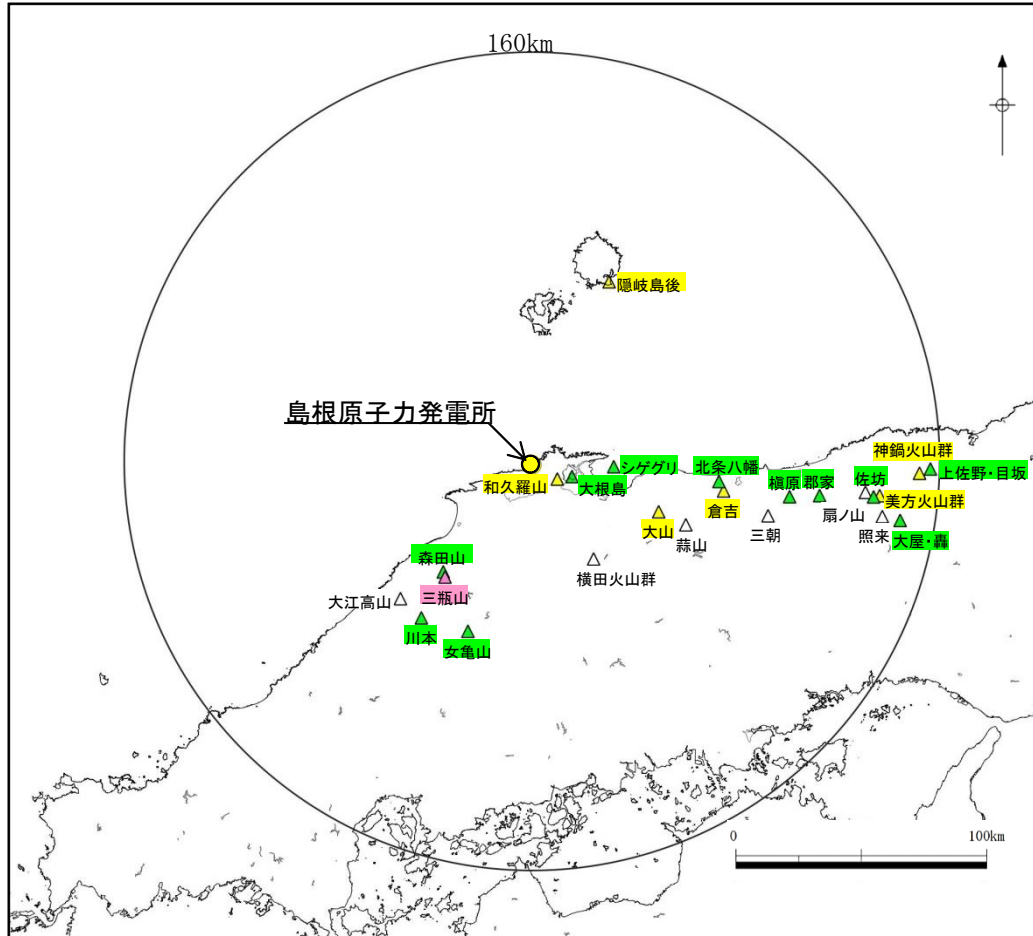 160km
隠岐島後
島根原子力発電所
神鍋火山群
シゲグリ
北条八幡
上佐野・目坂
和久羅山
大根島
槇原
郡家
佐坊
倉吉
美方火山群
大山
扇ノ山
蒜山
三朝
照来
大屋・轟
森田山
横田火山群
三瓶山
大江高山
川本
女亀山
0
100km